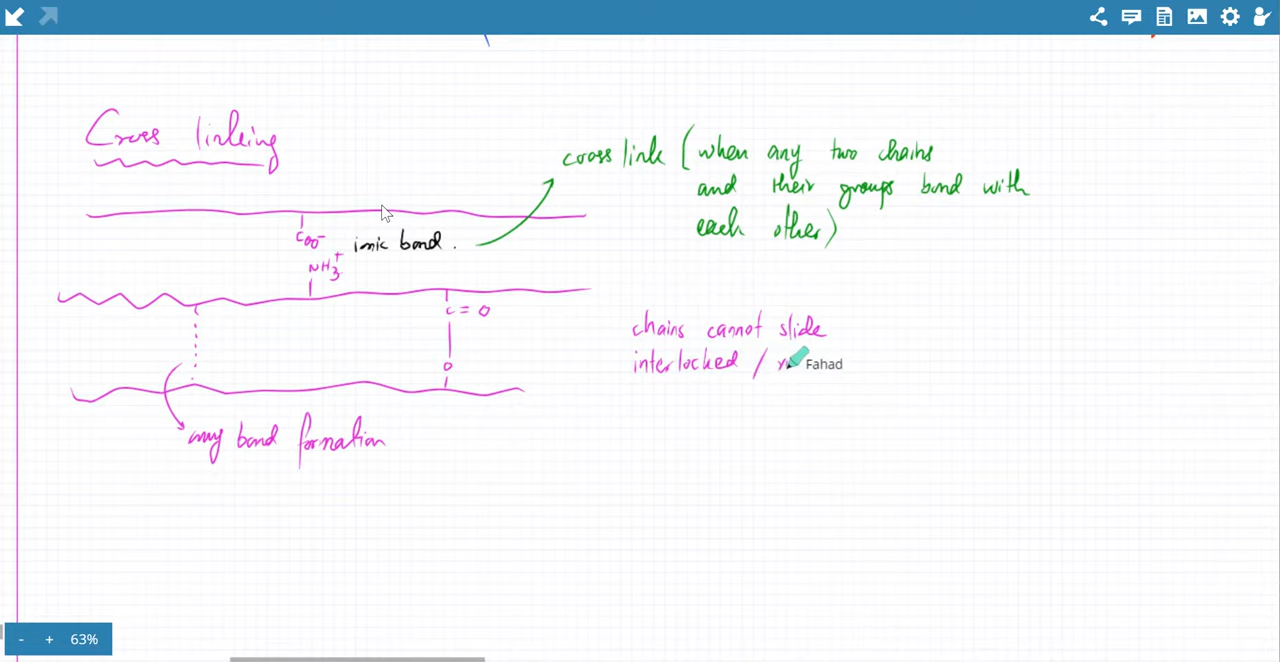 Cross linking
cross link (when any two chains
and their groups bond with
each other)
COO-
ionic bond.
NH3+
C = O
O
chains cannot slide
interlocked /
Fahad
any bond formation
- + 63%